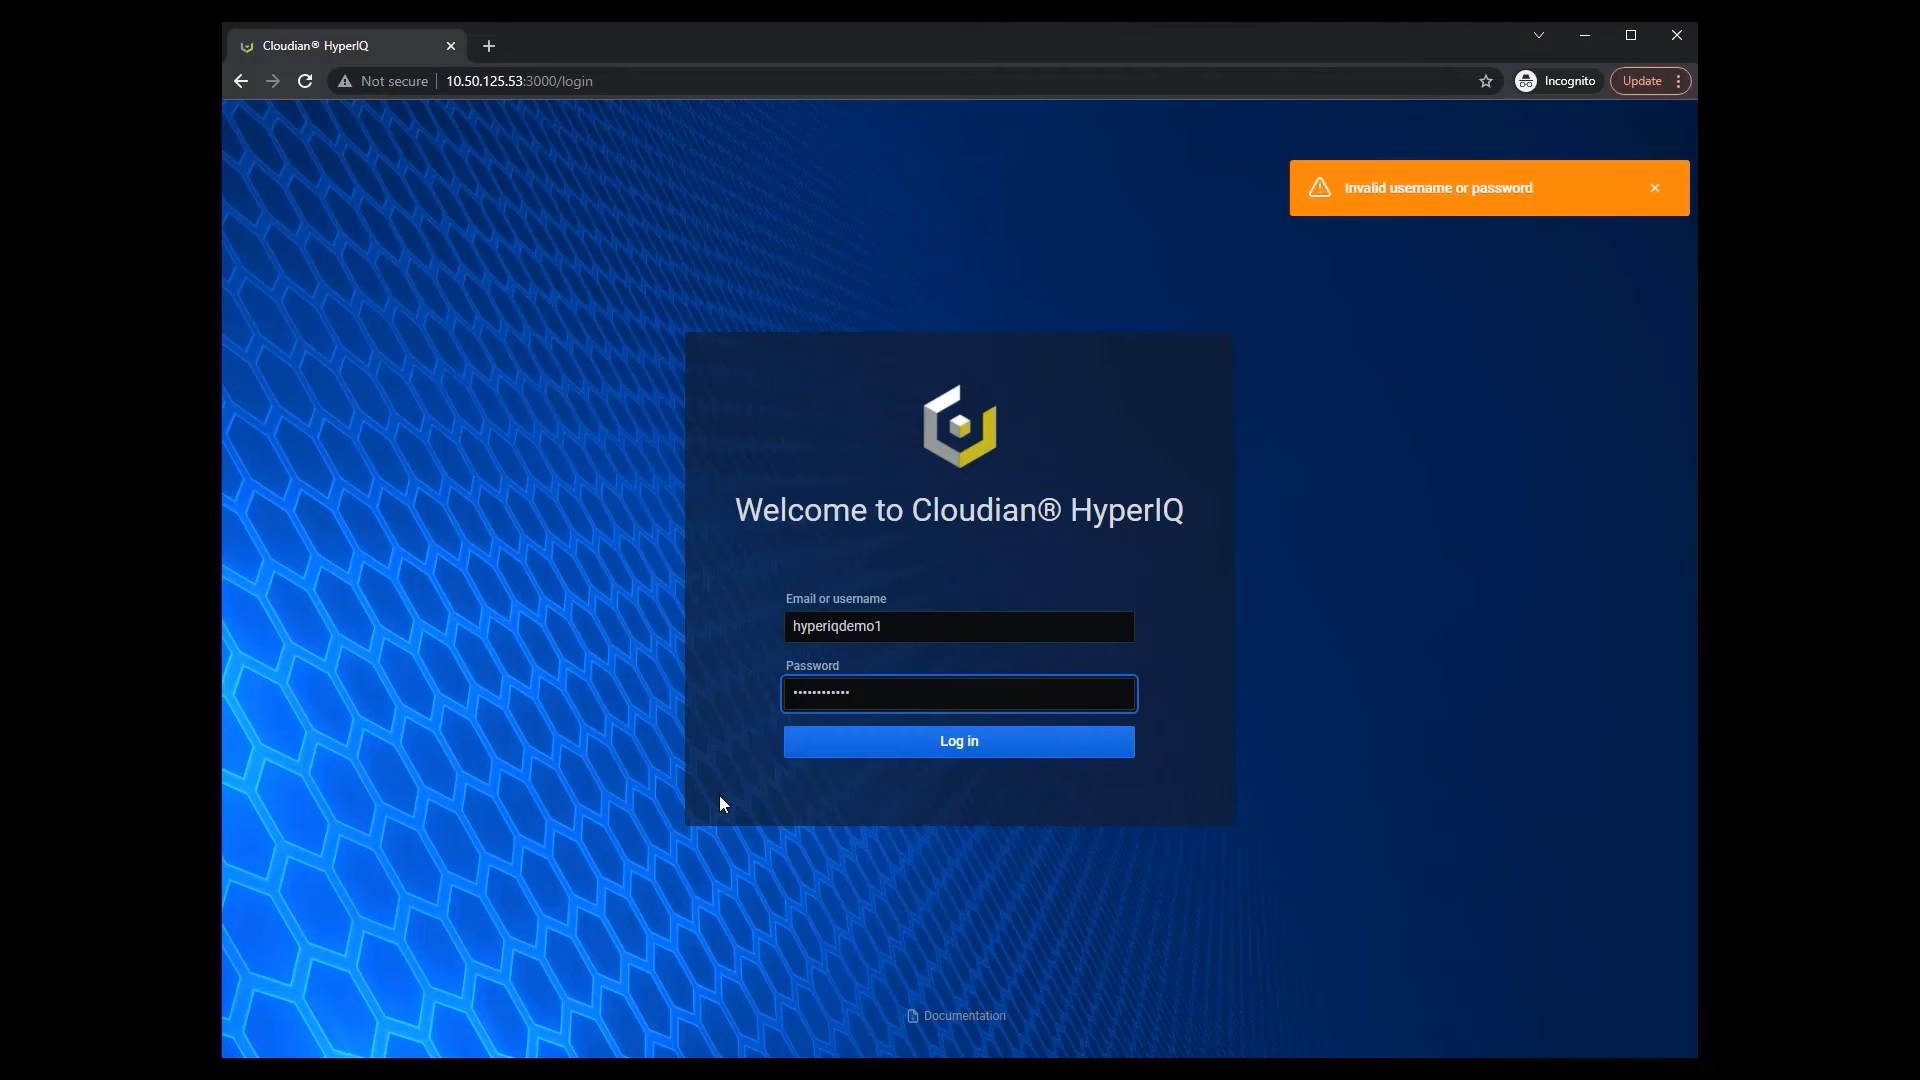 Cloudian® HyperIQ
Not secure
10.50.125.53:3000/login
Incognito
Update
Invalid username or password
Welcome to Cloudian® HyperIQ
Email or username
hyperiqdemo1
Password
••••••••••••
Log in
Documentation